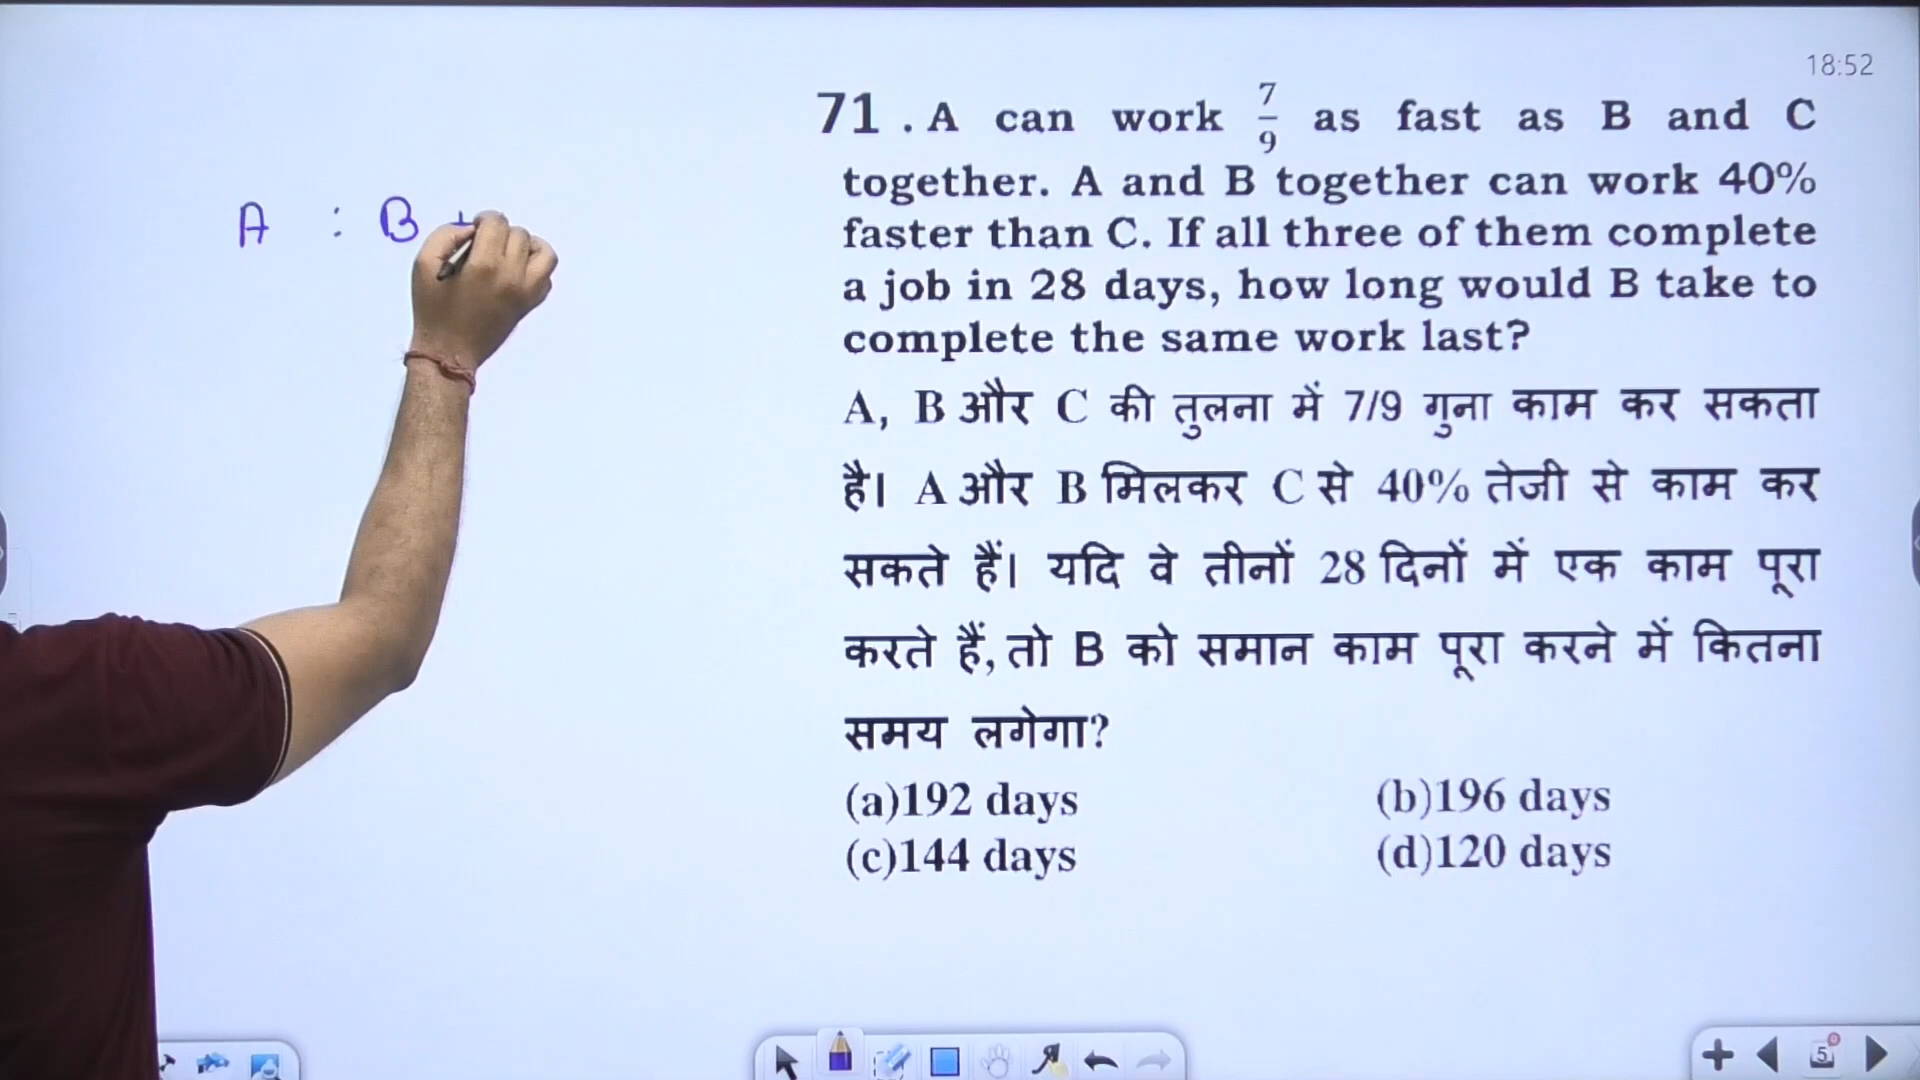 18:52
71 . A can work 7/9 as fast as B and C
together. A and B together can work 40%
faster than C. If all three of them complete
a job in 28 days, how long would B take to
complete the same work last?
A, B और C की तुलना में 7/9 गुना काम कर सकता
है। A और B मिलकर C से 40% तेजी से काम कर
सकते हैं। यदि वे तीनों 28 दिनों में एक काम पूरा
करते हैं, तो B को समान काम पूरा करने में कितना
समय लगेगा?
(a)192 days (b)196 days
(c)144 days (d)120 days
A : B +
5